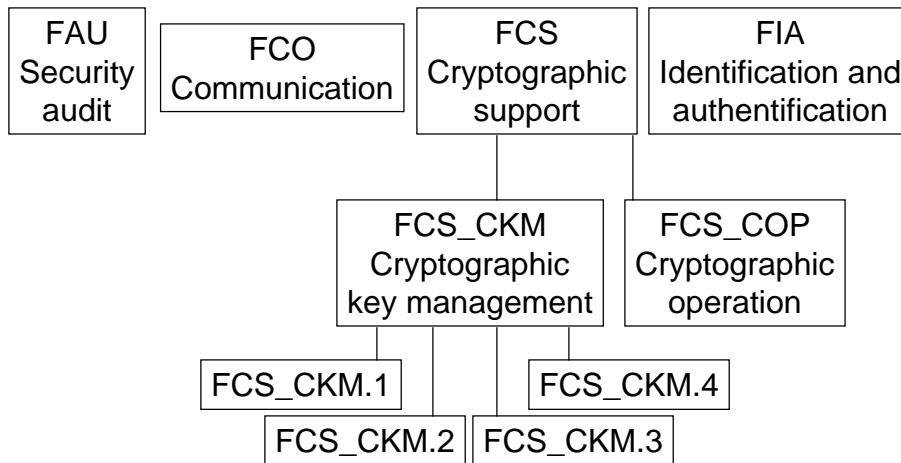 FAU
Security
audit
FCO
Communication
FCS
Cryptographic
support
FIA
Identification and
authentification
FCS_CKM
Cryptographic
key management
FCS_COP
Cryptographic
operation
FCS_CKM.1
FCS_CKM.4
FCS_CKM.2
FCS_CKM.3